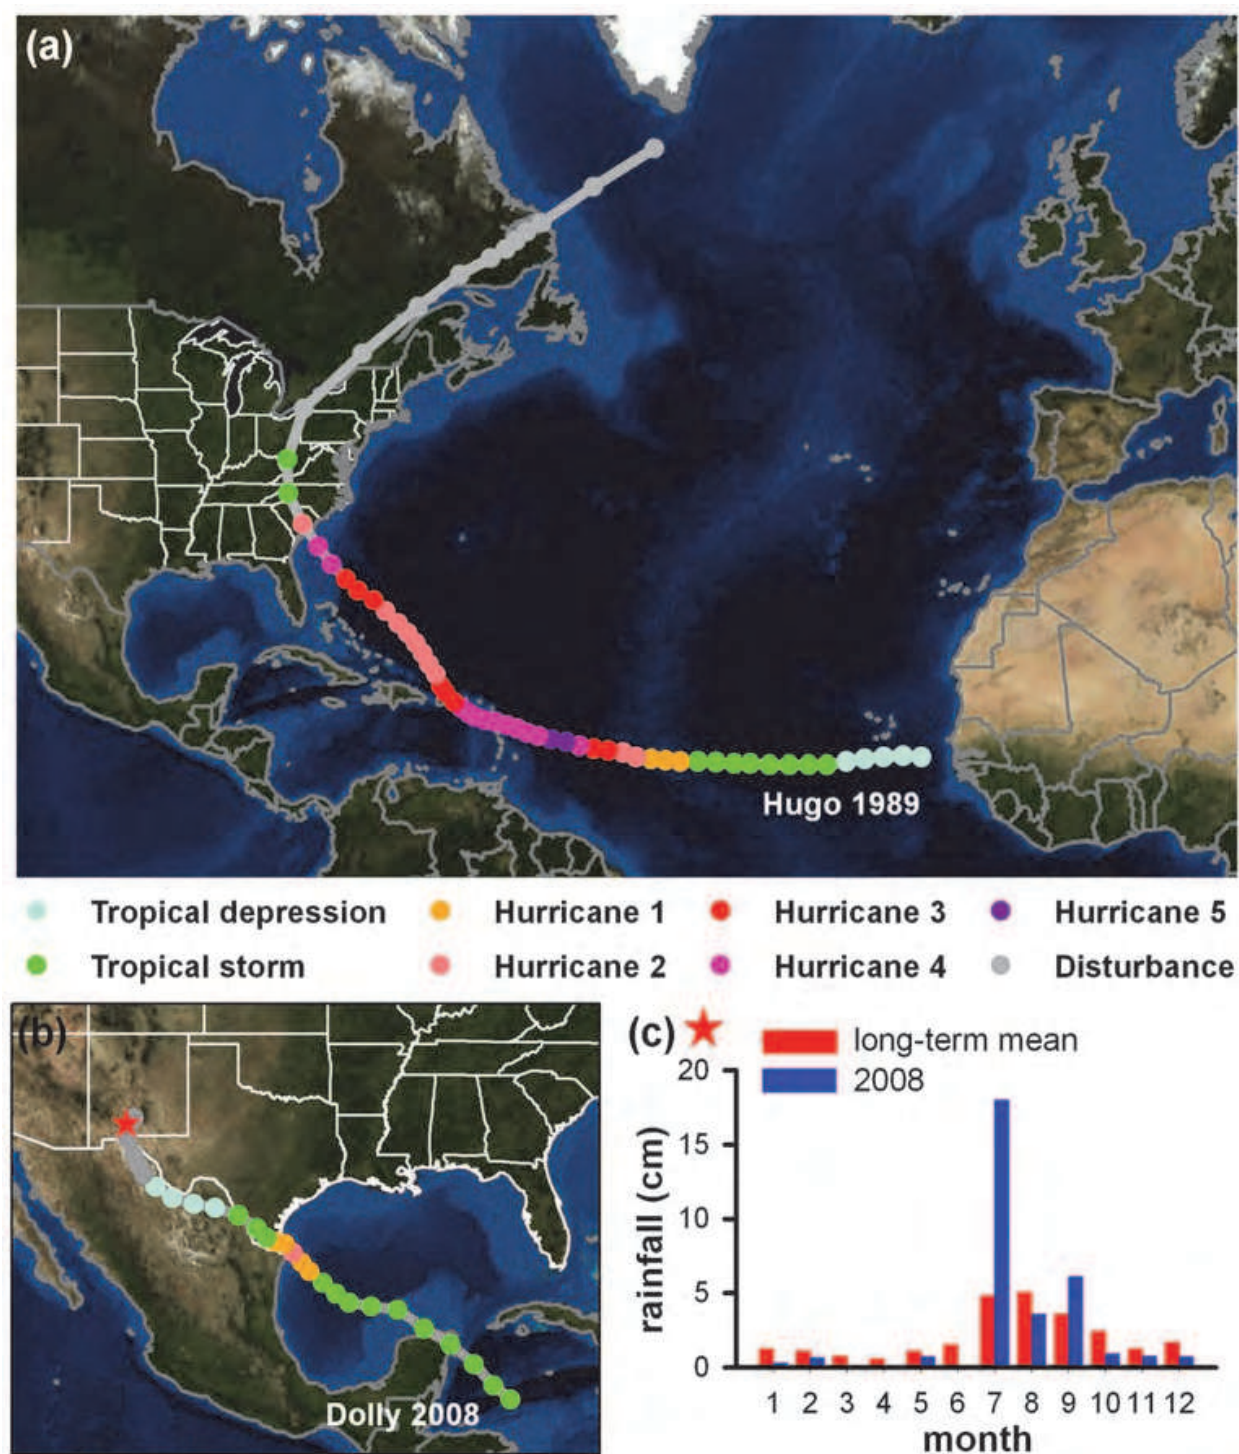 (a)
Hugo 1989
Tropical depression Hurricane 1 Hurricane 3 Hurricane 5
Tropical storm Hurricane 2 Hurricane 4 Disturbance
(b)
Dolly 2008
(c)
long-term mean
2008
rainfall (cm)
20
15
10
5
0
1 2 3 4 5 6 7 8 9 10 11 12
month